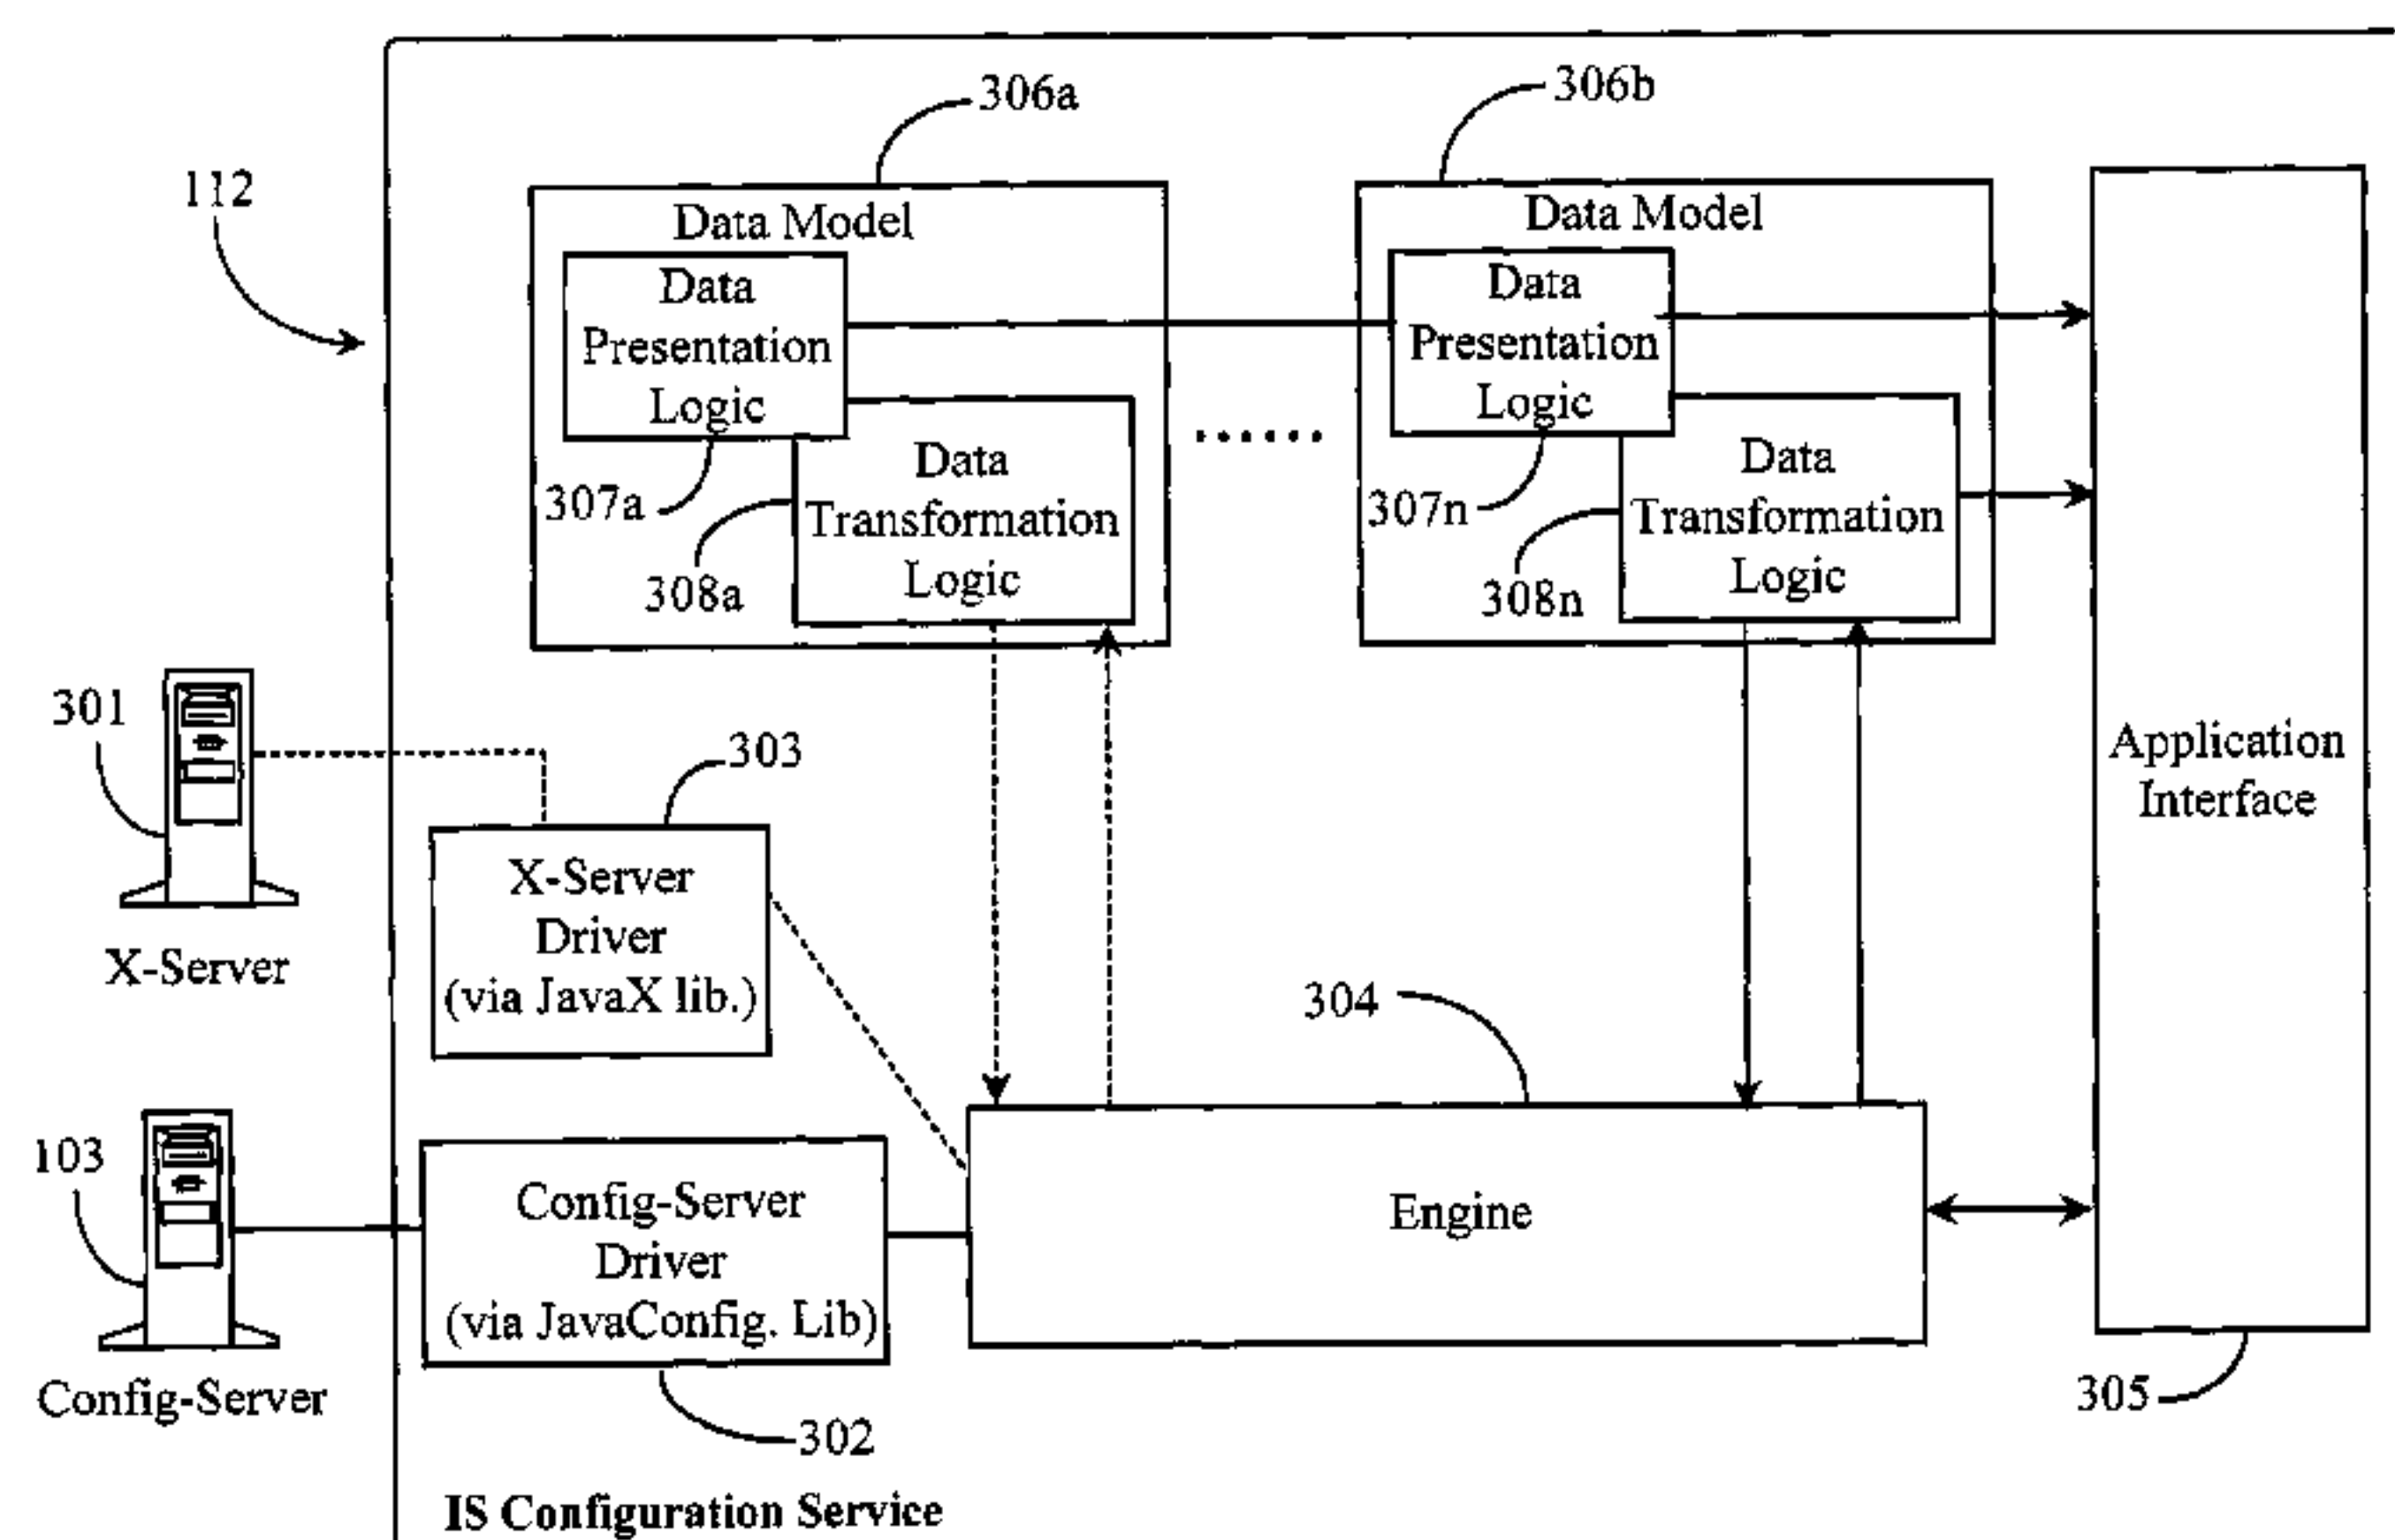 306a
306b
112
Data Model
Data
Presentation
Logic
307a
Data
Transformation
Logic
308a
......
Data Model
Data
Presentation
Logic
307n
Data
Transformation
Logic
308n
Application
Interface
301
X-Server
303
X-Server
Driver
(via JavaX lib.)
304
103
Config-Server
Config-Server
Driver
(via JavaConfig. Lib)
302
Engine
305
IS Configuration Service